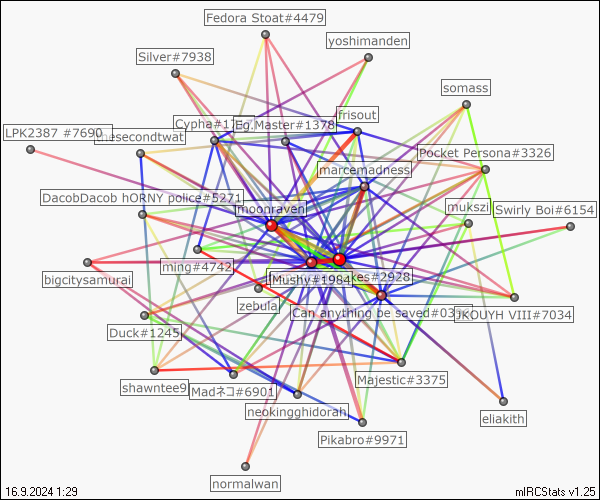 Fedora Stoat#4479
yoshimanden
Silver#7938
somass
frisout
Cypha#17
Eg.Master#1378
LPK2387 #7690
thesecondtwat
Pocket Persona#3326
marcemadness
DacobDacob hORNY police#5271
moonraven
mukszi
Swirly Boi#6154
ming#4742
kes#2928
Mushy#1984
bigcitysamurai
zebula
Can anything be saved#03
JKOUYH VIII#7034
Duck#1245
Majestic#3375
shawntee9
Madネコ#6901
neokingghidorah
eliakith
Pikabro#9971
normalwan
16.9.2024 1:29
mIRCStats v1.25